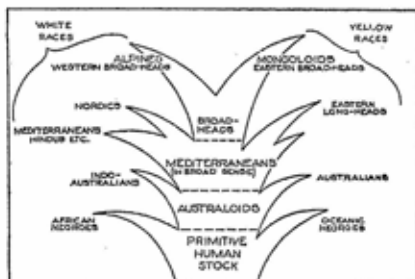 WHITE
RACES
YELLOW
RACES
ALPINES
WESTERN BROAD-HEADS
MONGOLOIDS
EASTERN BROAD-HEADS
NORDICS
BROAD-
HEADS
EASTERN
LONG-HEADS
MEDITERRANEANS
HINDUS ETC.
MEDITERRANEANS
(IN BROAD SENSE)
INDO-
AUSTRALIANS
AUSTRALIANS
AUSTRALOIDS
AFRICAN
NEGROES
OCEANIC
NEGROES
PRIMITIVE
HUMAN
STOCK